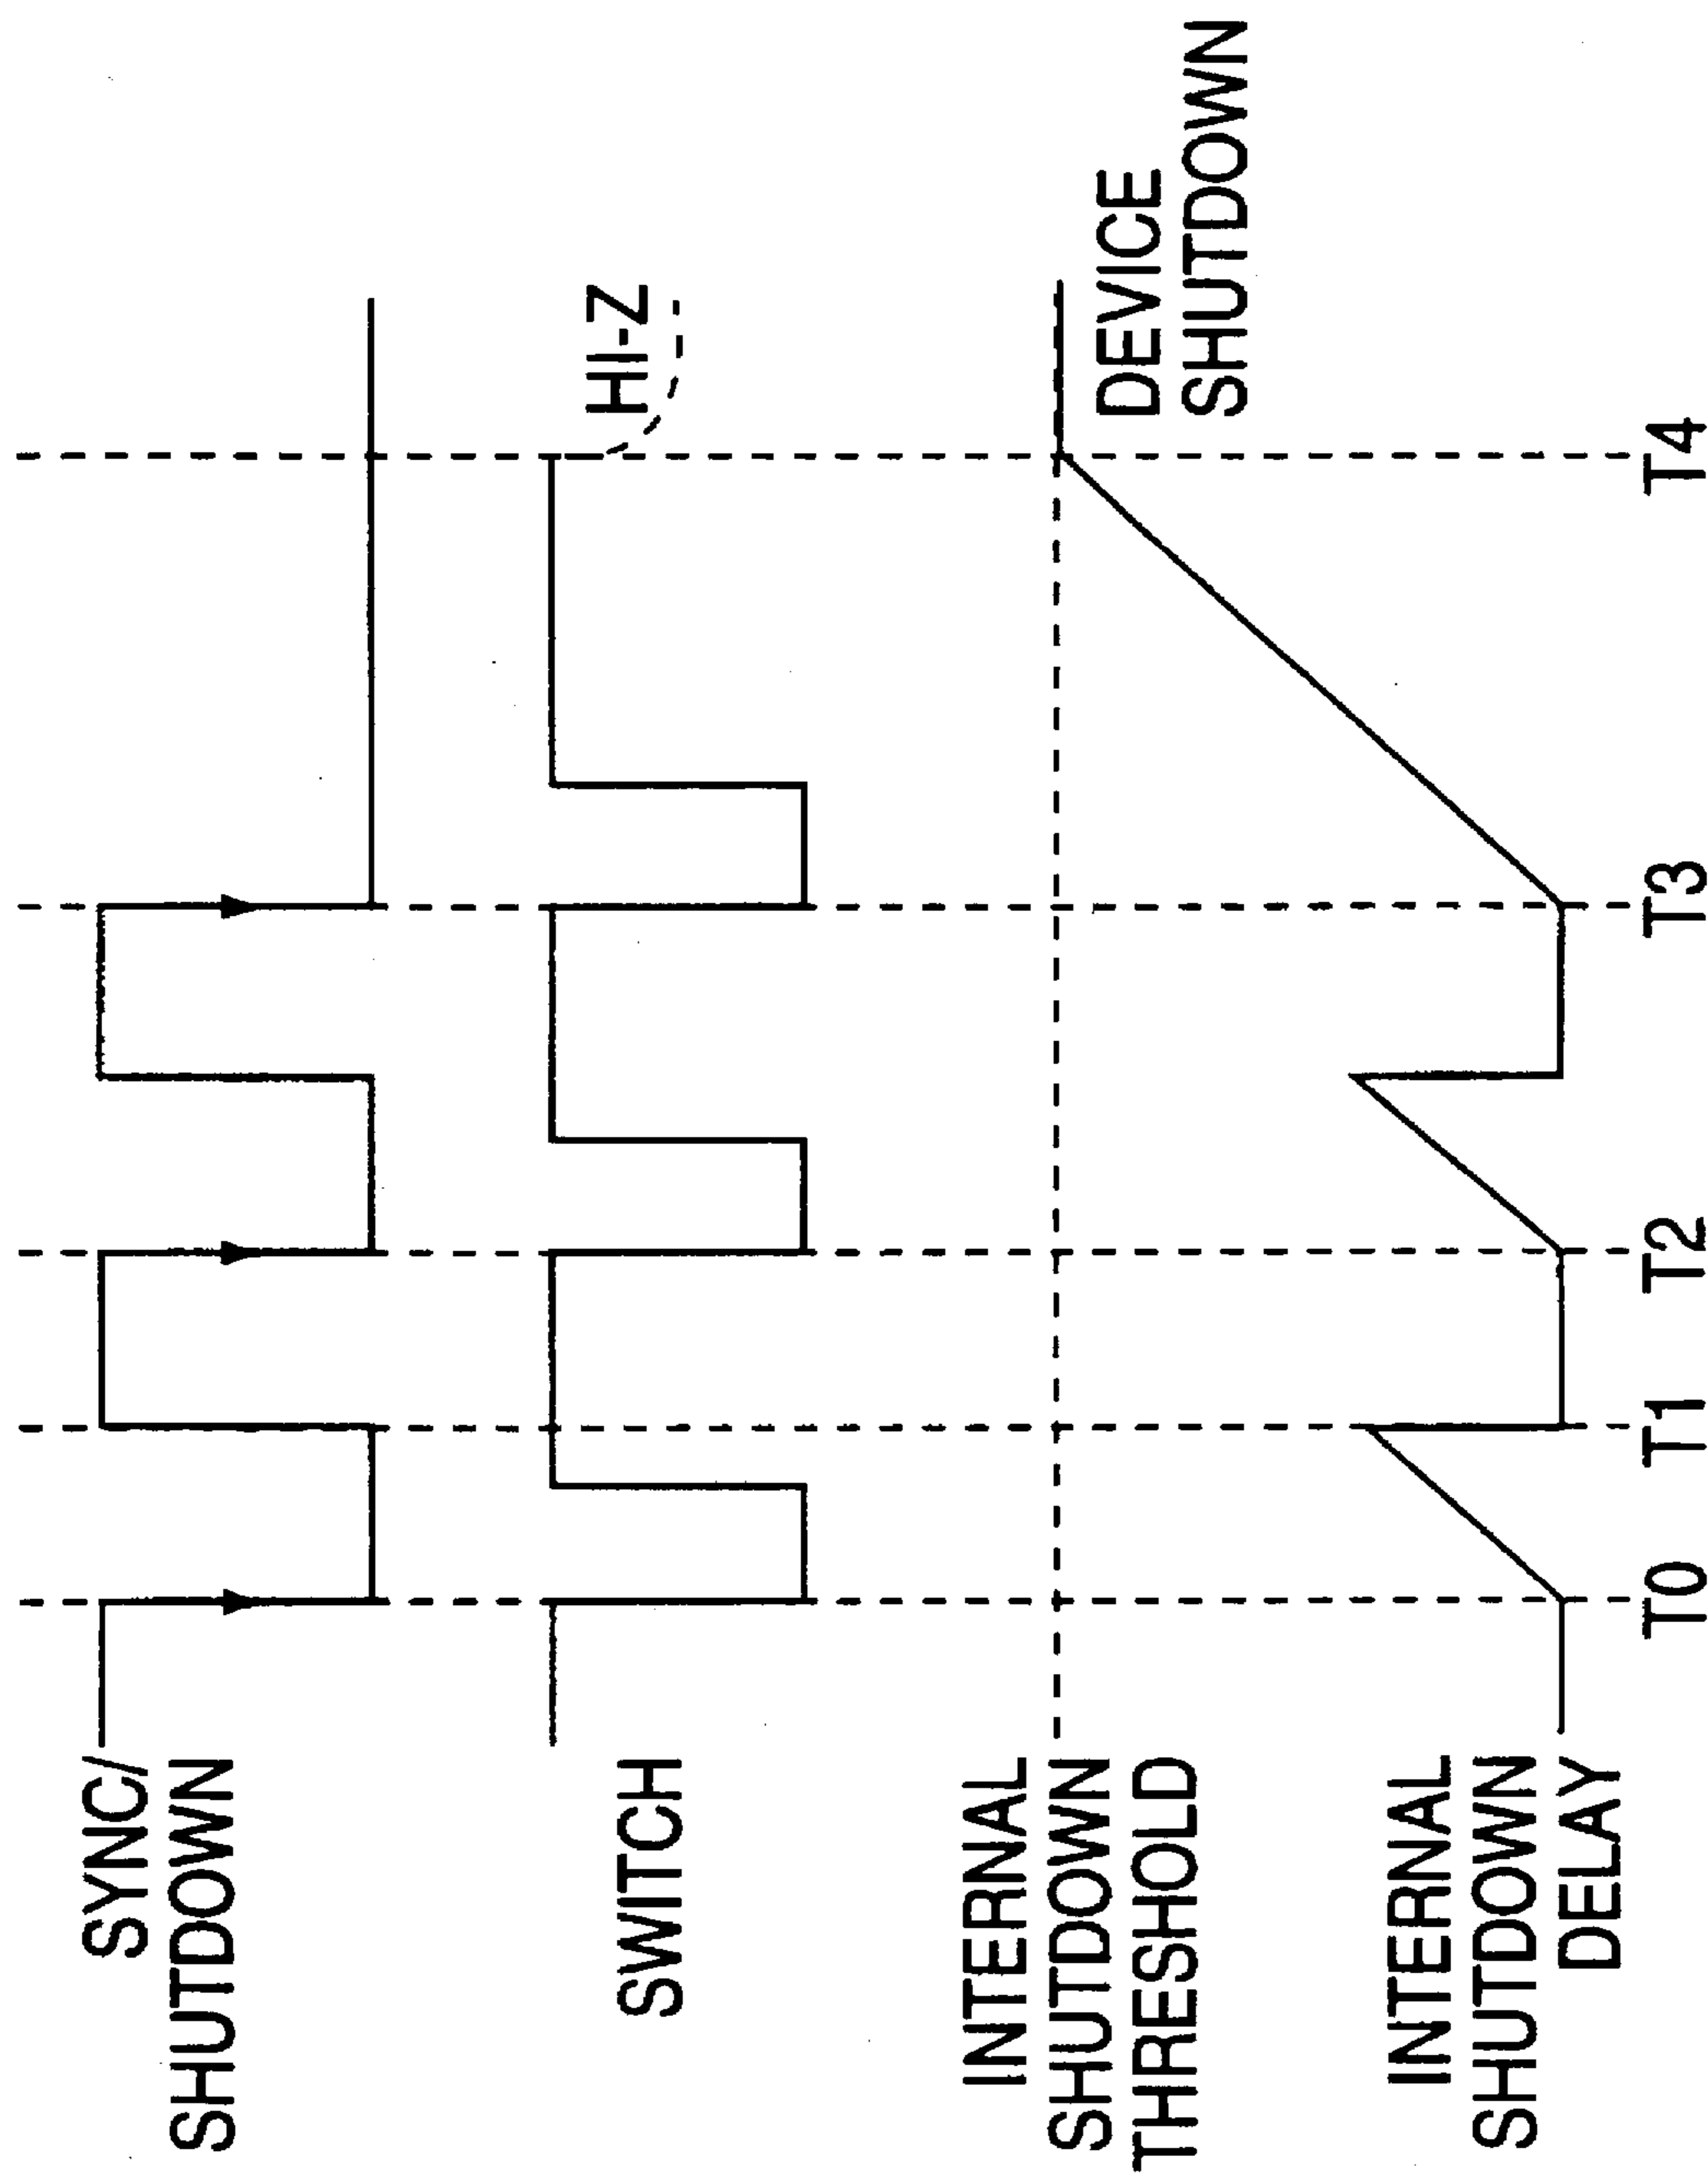 SYNC/
SHUTDOWN
SWITCH
HI-Z
INTERNAL
SHUTDOWN
THRESHOLD
DEVICE
SHUTDOWN
INTERNAL
SHUTDOWN
DELAY
T0 T1 T2 T3 T4